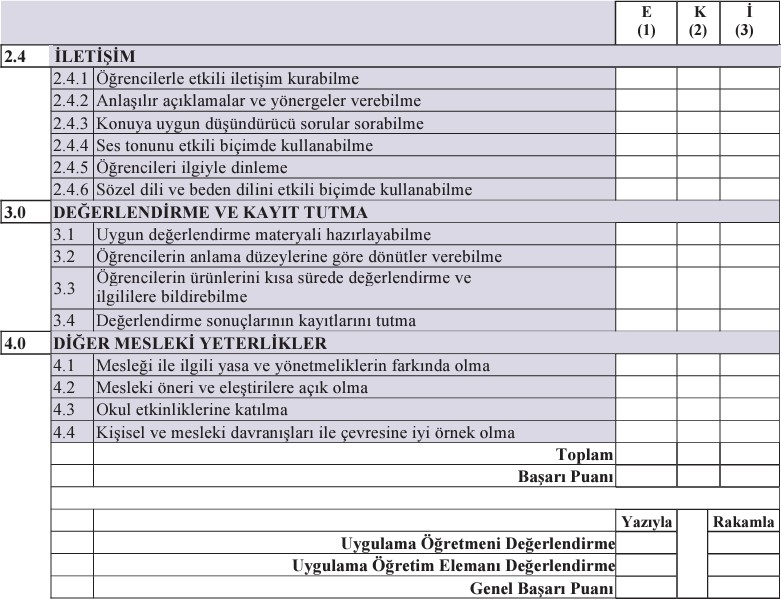 E K İ
(1) (2) (3)
2.4 İLETİŞİM
2.4.1 Öğrencilerle etkili iletişim kurabilme
2.4.2 Anlaşılır açıklamalar ve yönergeler verebilme
2.4.3 Konuya uygun düşündürücü sorular sorabilme
2.4.4 Ses tonunu etkili biçimde kullanabilme
2.4.5 Öğrencileri ilgiyle dinleme
2.4.6 Sözel dili ve beden dilini etkili biçimde kullanabilme
3.0 DEĞERLENDİRME VE KAYIT TUTMA
3.1 Uygun değerlendirme materyali hazırlayabilme
3.2 Öğrencilerin anlama düzeylerine göre dönütler verebilme
3.3 Öğrencilerin ürünlerini kısa sürede değerlendirme ve
ilgililere bildirebilme
3.4 Değerlendirme sonuçlarının kayıtlarını tutma
4.0 DİĞER MESLEKİ YETERLİKLER
4.1 Mesleği ile ilgili yasa ve yönetmeliklerin farkında olma
4.2 Mesleki öneri ve eleştirilere açık olma
4.3 Okul etkinliklerine katılma
4.4 Kişisel ve mesleki davranışları ile çevresine iyi örnek olma
Toplam
Başarı Puanı
Yazıyla Rakamla
Uygulama Öğretmeni Değerlendirme
Uygulama Öğretim Elemanı Değerlendirme
Genel Başarı Puanı